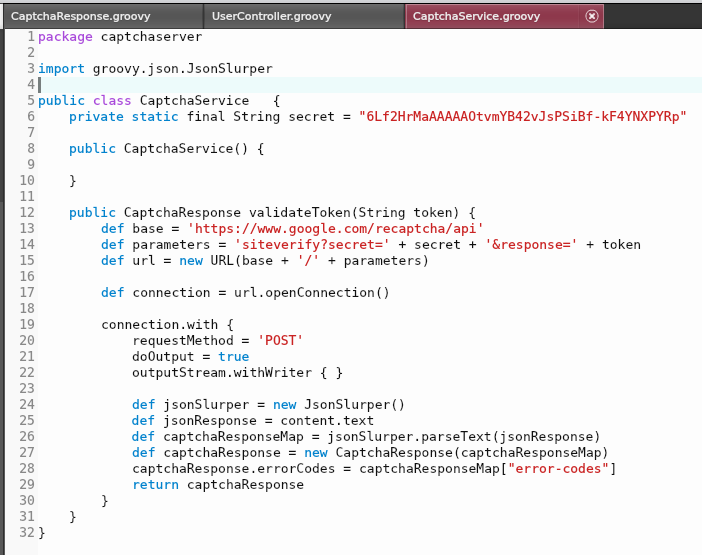 CaptchaResponse.groovy UserController.groovy CaptchaService.groovy
1 package captchaserver
2
3 import groovy.json.JsonSlurper
4
5 public class CaptchaService   {
6     private static final String secret = "6Lf2HrMaAAAAAOtvmYB42vJsPSiBf-kF4YNXPYRp"
7
8     public CaptchaService() {
9
10     }
11
12     public CaptchaResponse validateToken(String token) {
13         def base = 'https://www.google.com/recaptcha/api'
14         def parameters = 'siteverify?secret=' + secret + '&response=' + token
15         def url = new URL(base + '/' + parameters)
16
17         def connection = url.openConnection()
18
19         connection.with {
20             requestMethod = 'POST'
21             doOutput = true
22             outputStream.withWriter { }
23
24             def jsonSlurper = new JsonSlurper()
25             def jsonResponse = content.text
26             def captchaResponseMap = jsonSlurper.parseText(jsonResponse)
27             def captchaResponse = new CaptchaResponse(captchaResponseMap)
28             captchaResponse.errorCodes = captchaResponseMap["error-codes"]
29             return captchaResponse
30         }
31     }
32 }